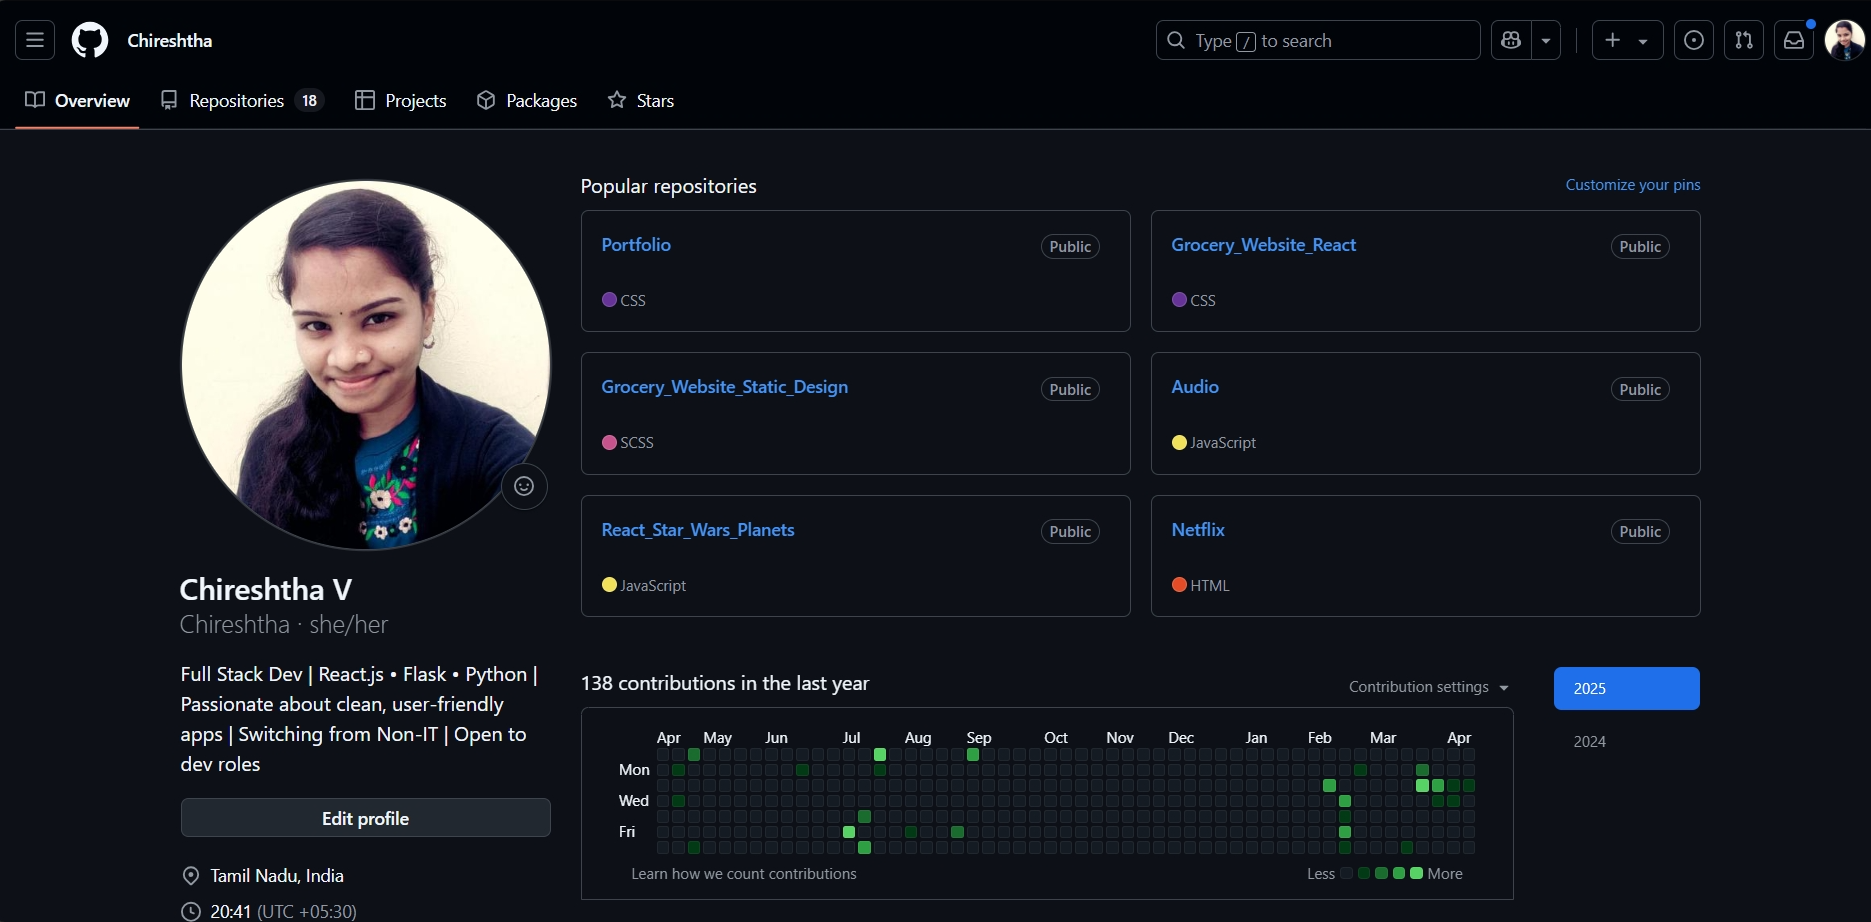 Chireshtha
Type / to search
Overview
Repositories 18
Projects
Packages
Stars
Chireshtha V
Chireshtha · she/her
Full Stack Dev | React.js • Flask • Python |
Passionate about clean, user-friendly
apps | Switching from Non-IT | Open to
dev roles
Edit profile
Tamil Nadu, India
20:41 (UTC +05:30)
Popular repositories
Customize your pins
Portfolio
Public
CSS
Grocery_Website_React
Public
CSS
Grocery_Website_Static_Design
Public
SCSS
Audio
Public
JavaScript
React_Star_Wars_Planets
Public
JavaScript
Netflix
Public
HTML
138 contributions in the last year
Contribution settings
2025
2024
Apr May Jun Jul Aug Sep Oct Nov Dec Jan Feb Mar Apr
Mon
Wed
Fri
Learn how we count contributions
Less
More